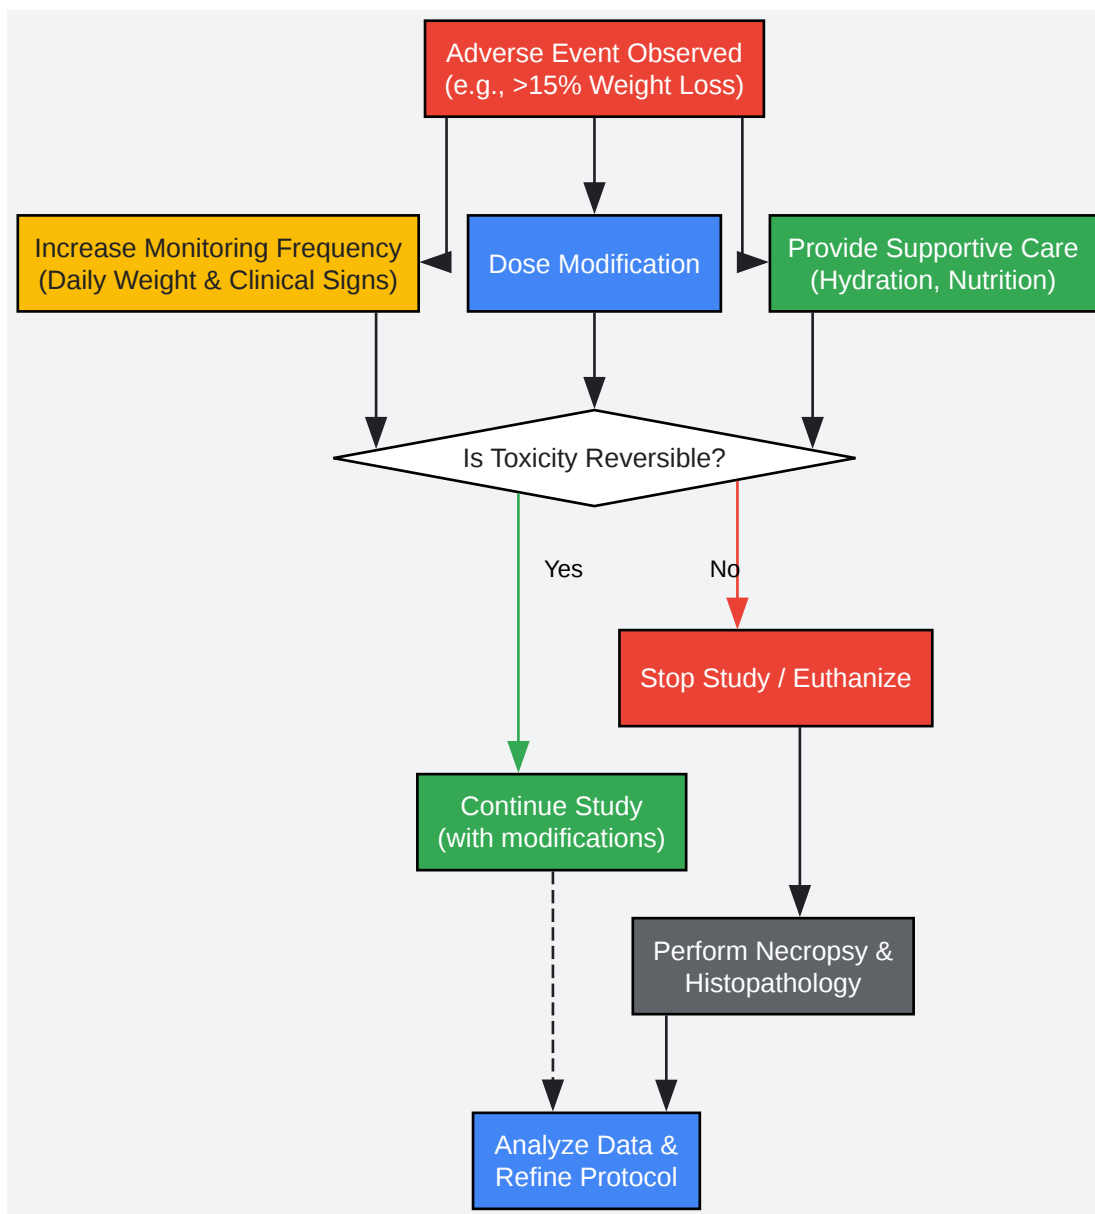 Adverse Event Observed
(e.g., >15% Weight Loss)
Increase Monitoring Frequency
(Daily Weight & Clinical Signs)
Dose Modification
Provide Supportive Care
(Hydration, Nutrition)
Is Toxicity Reversible?
Yes
No
Stop Study / Euthanize
Continue Study
(with modifications)
Perform Necropsy &
Histopathology
Analyze Data &
Refine Protocol